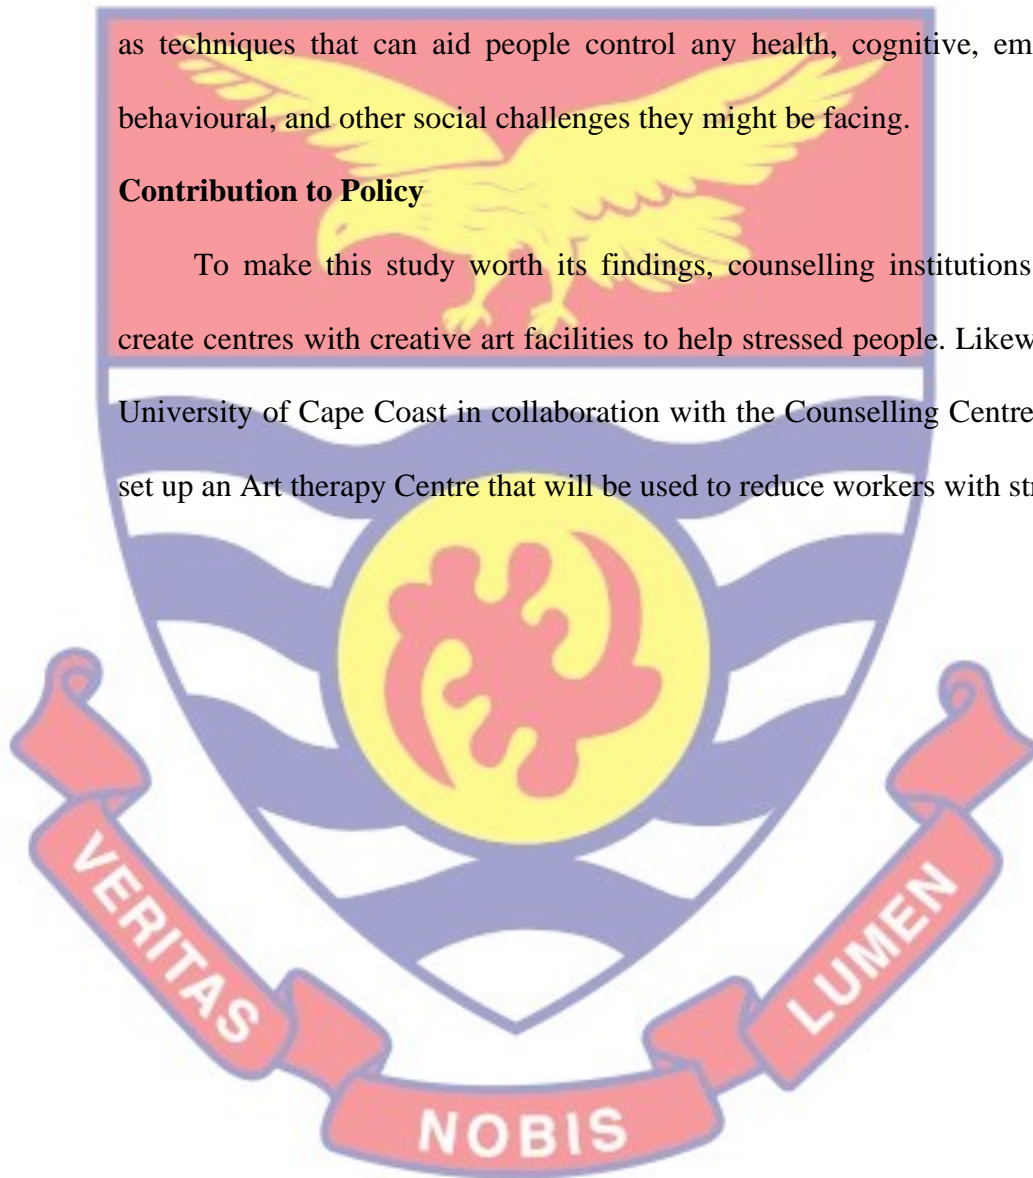 as techniques that can aid people control any health, cognitive,
behavioural, and other social challenges they might be facing.
Contribution to Policy
To make this study worth its findings, counselling institutions
create centres with creative art facilities to help stressed people.
University of Cape Coast in collaboration with the Counselling Centre
set up an Art therapy Centre that will be used to reduce workers with
VERITAS
NOBIS
LUMEN